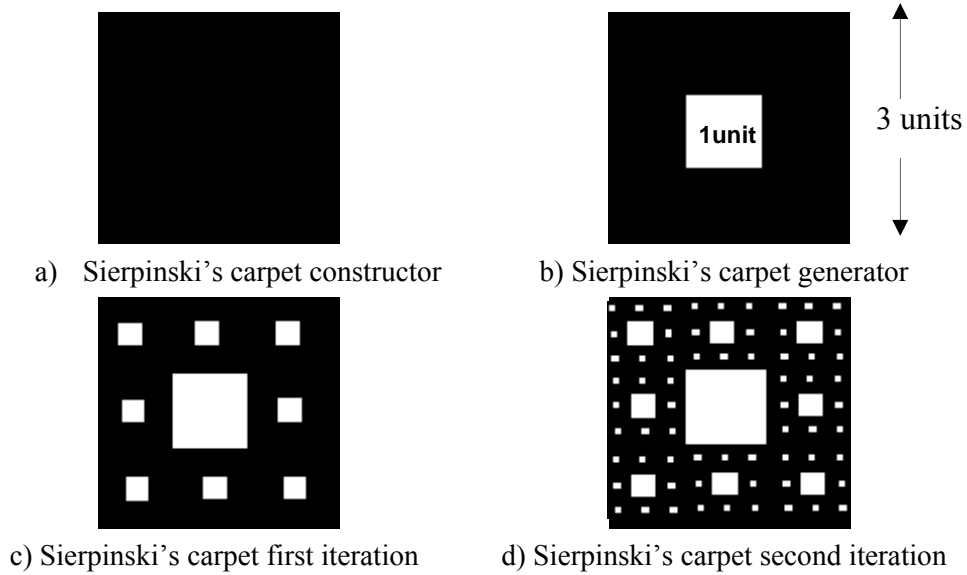 1unit
3 units
a) Sierpinski's carpet constructor
b) Sierpinski's carpet generator
c) Sierpinski's carpet first iteration
d) Sierpinski's carpet second iteration